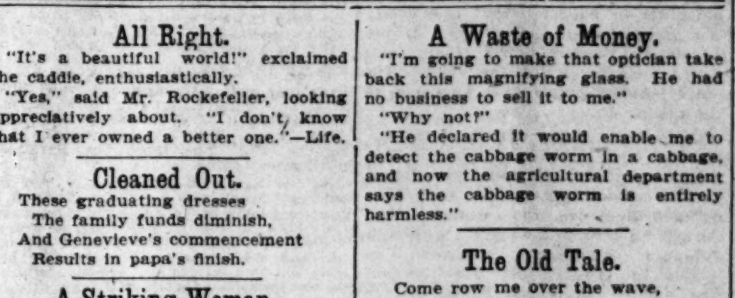 All Right.
"It's a beautiful world!" exclaimed
he caddie, enthusiastically.
"Yes," said Mr. Rockefeller, looking
ppreciatively about. "I don't know
hat I ever owned a better one."—Life.
Cleaned Out.
These graduating dresses
The family funds diminish,
And Genevieve's commencement
Results in papa's finish.
A Striking Woman
A Waste of Money.
"I'm going to make that optician take
back this magnifying glass. He had
no business to sell it to me."
"Why not?"
"He declared it would enable me to
detect the cabbage worm in a cabbage,
and now the agricultural department
says the cabbage worm is entirely
harmless."
The Old Tale.
Come row me over the wave,